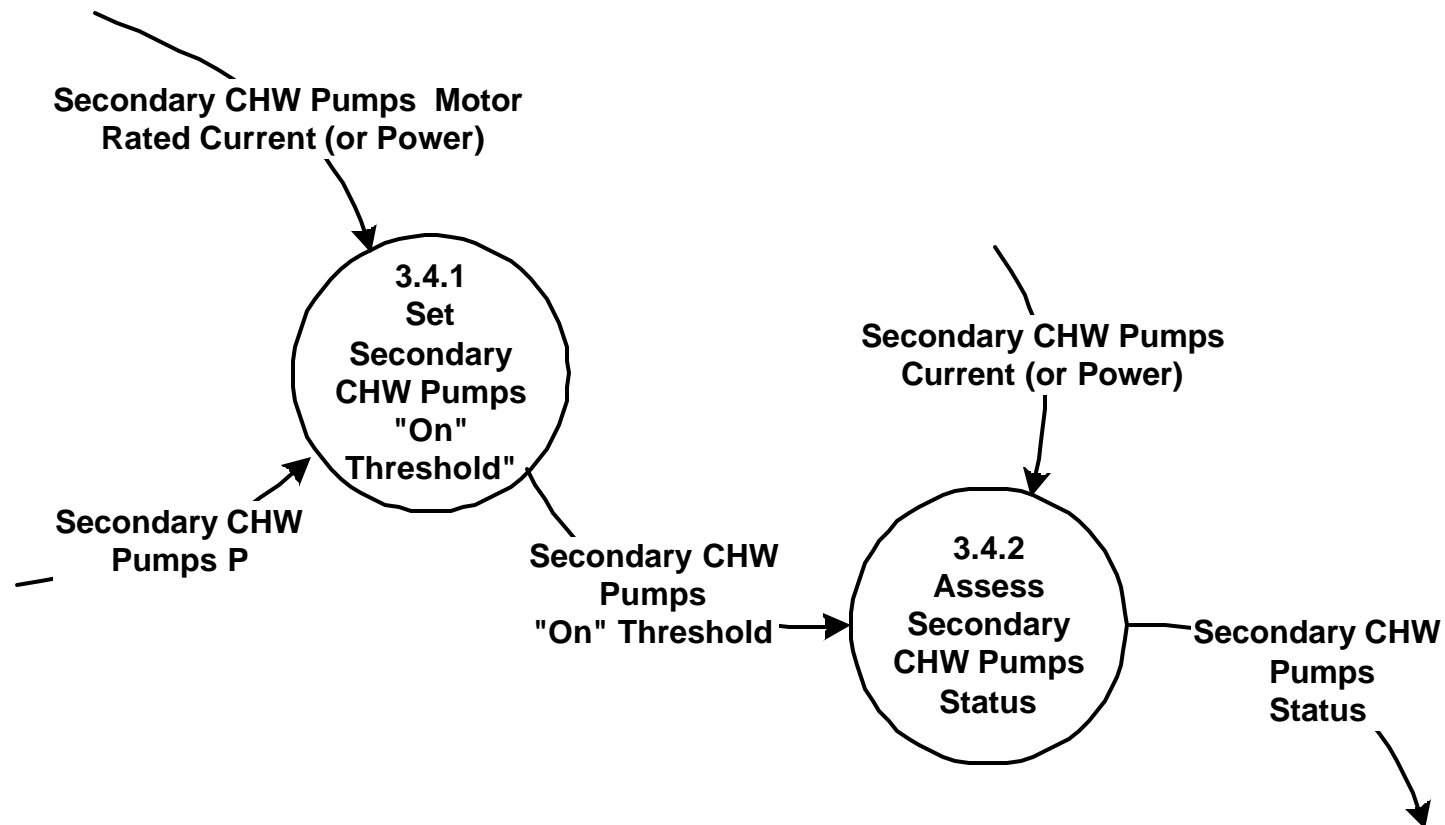 Secondary CHW Pumps  Motor
Rated Current (or Power)
3.4.1
Set
Secondary
CHW Pumps
"On"
Threshold"
Secondary CHW
Pumps P
Secondary CHW Pumps
Current (or Power)
Secondary CHW
Pumps
"On" Threshold
3.4.2
Assess
Secondary
CHW Pumps
Status
Secondary CHW
Pumps
Status